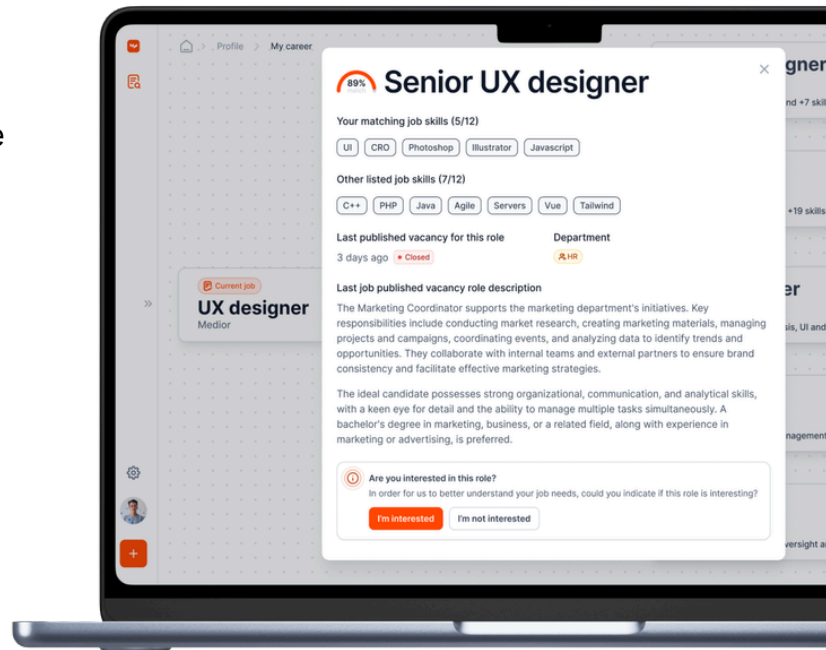 e
Profile > My career
89%
match
Senior UX designer
Your matching job skills (5/12)
UI CRO Photoshop Illustrator Javascript
Other listed job skills (7/12)
C++ PHP Java Agile Servers Vue Tailwind
Last published vacancy for this role Department
3 days ago Closed HR
Last job published vacancy role description
The Marketing Coordinator supports the marketing department's initiatives. Key
responsibilities include conducting market research, creating marketing materials, managing
projects and campaigns, coordinating events, and analyzing data to identify trends and
opportunities. They collaborate with internal teams and external partners to ensure brand
consistency and facilitate effective marketing strategies.
The ideal candidate possesses strong organizational, communication, and analytical skills,
with a keen eye for detail and the ability to manage multiple tasks simultaneously. A
bachelor's degree in marketing, business, or a related field, along with experience in
marketing or advertising, is preferred.
Are you interested in this role?
In order for us to better understand your job needs, could you indicate if this role is interesting?
I'm interested I'm not interested
Current job
UX designer
Medior
gner
nd +7 skil
+19 skills
er
sis, UI and
nagement
versight a